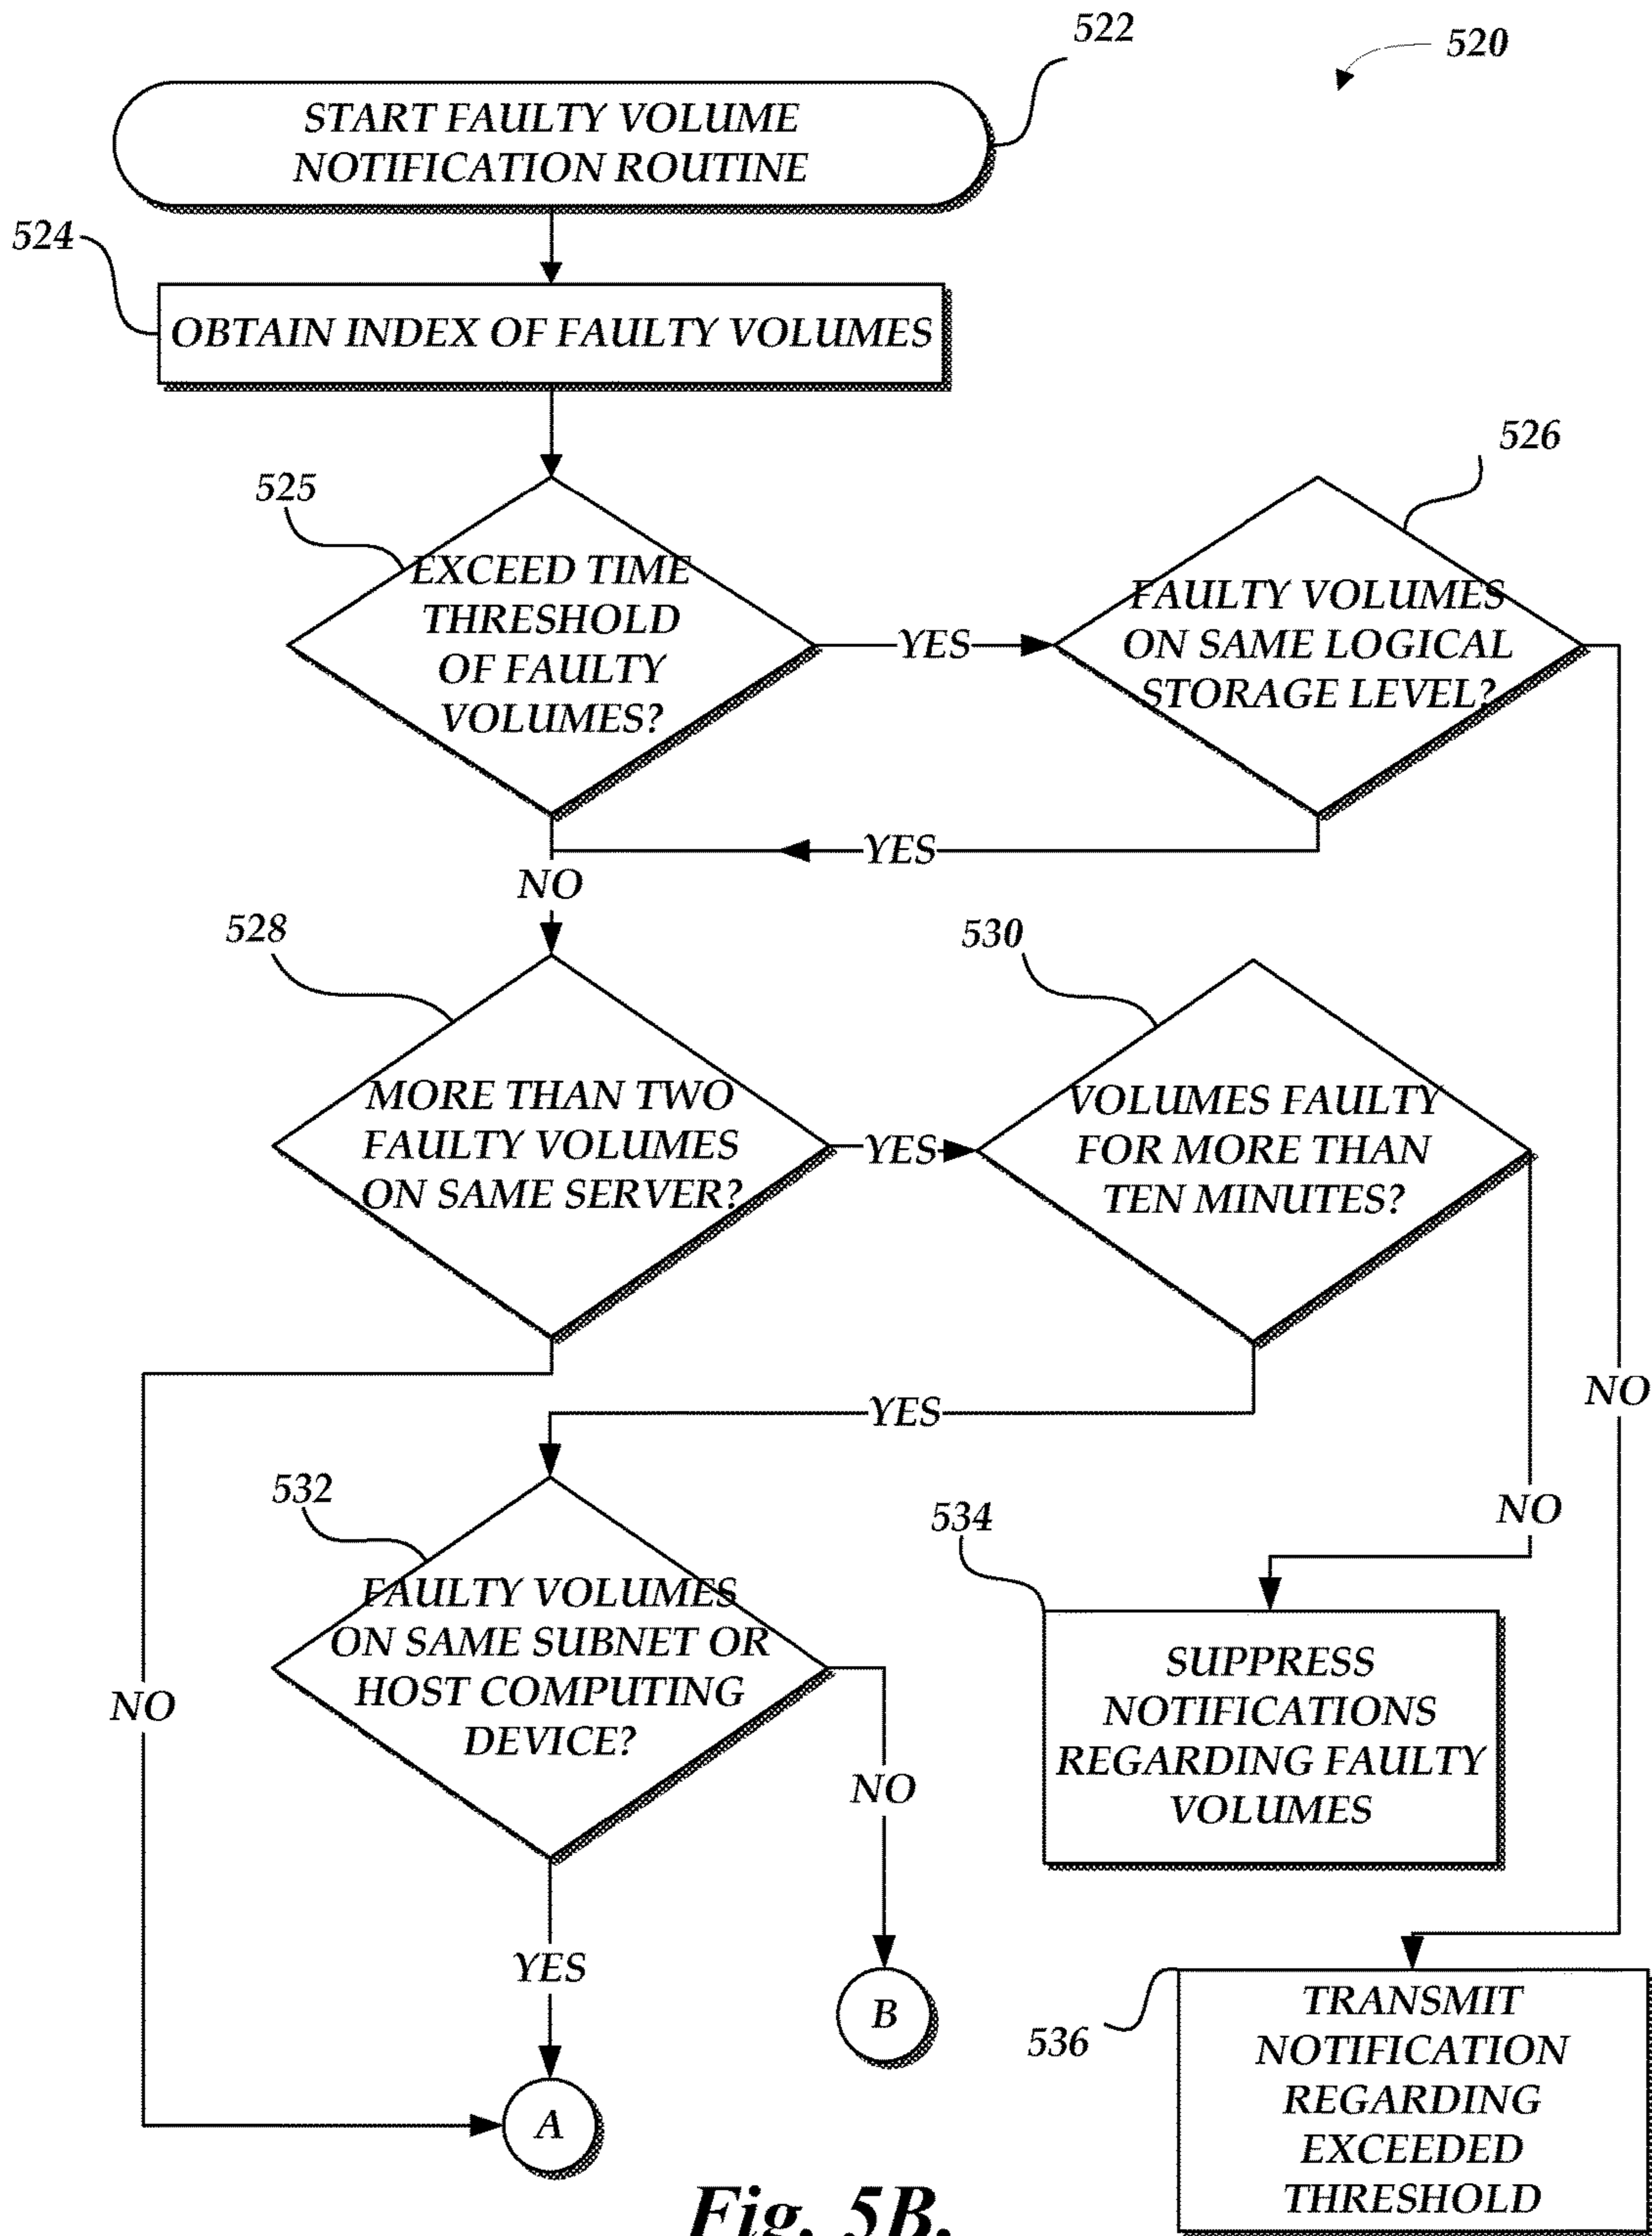 522
520
START FAULTY VOLUME
NOTIFICATION ROUTINE
524
OBTAIN INDEX OF FAULTY VOLUMES
526
525
EXCEED TIME
THRESHOLD
OF FAULTY
VOLUMES?
YES
FAULTY VOLUMES
ON SAME LOGICAL
STORAGE LEVEL?
YES
NO
528
530
MORE THAN TWO
FAULTY VOLUMES
ON SAME SERVER?
YES
VOLUMES FAULTY
FOR MORE THAN
TEN MINUTES?
NO
YES
532
534
NO
FAULTY VOLUMES
ON SAME SUBNET OR
HOST COMPUTING
DEVICE?
NO
NO
SUPPRESS
NOTIFICATIONS
REGARDING FAULTY
VOLUMES
YES
B
A
536
TRANSMIT
NOTIFICATION
REGARDING
EXCEEDED
THRESHOLD
Fig. 5B.